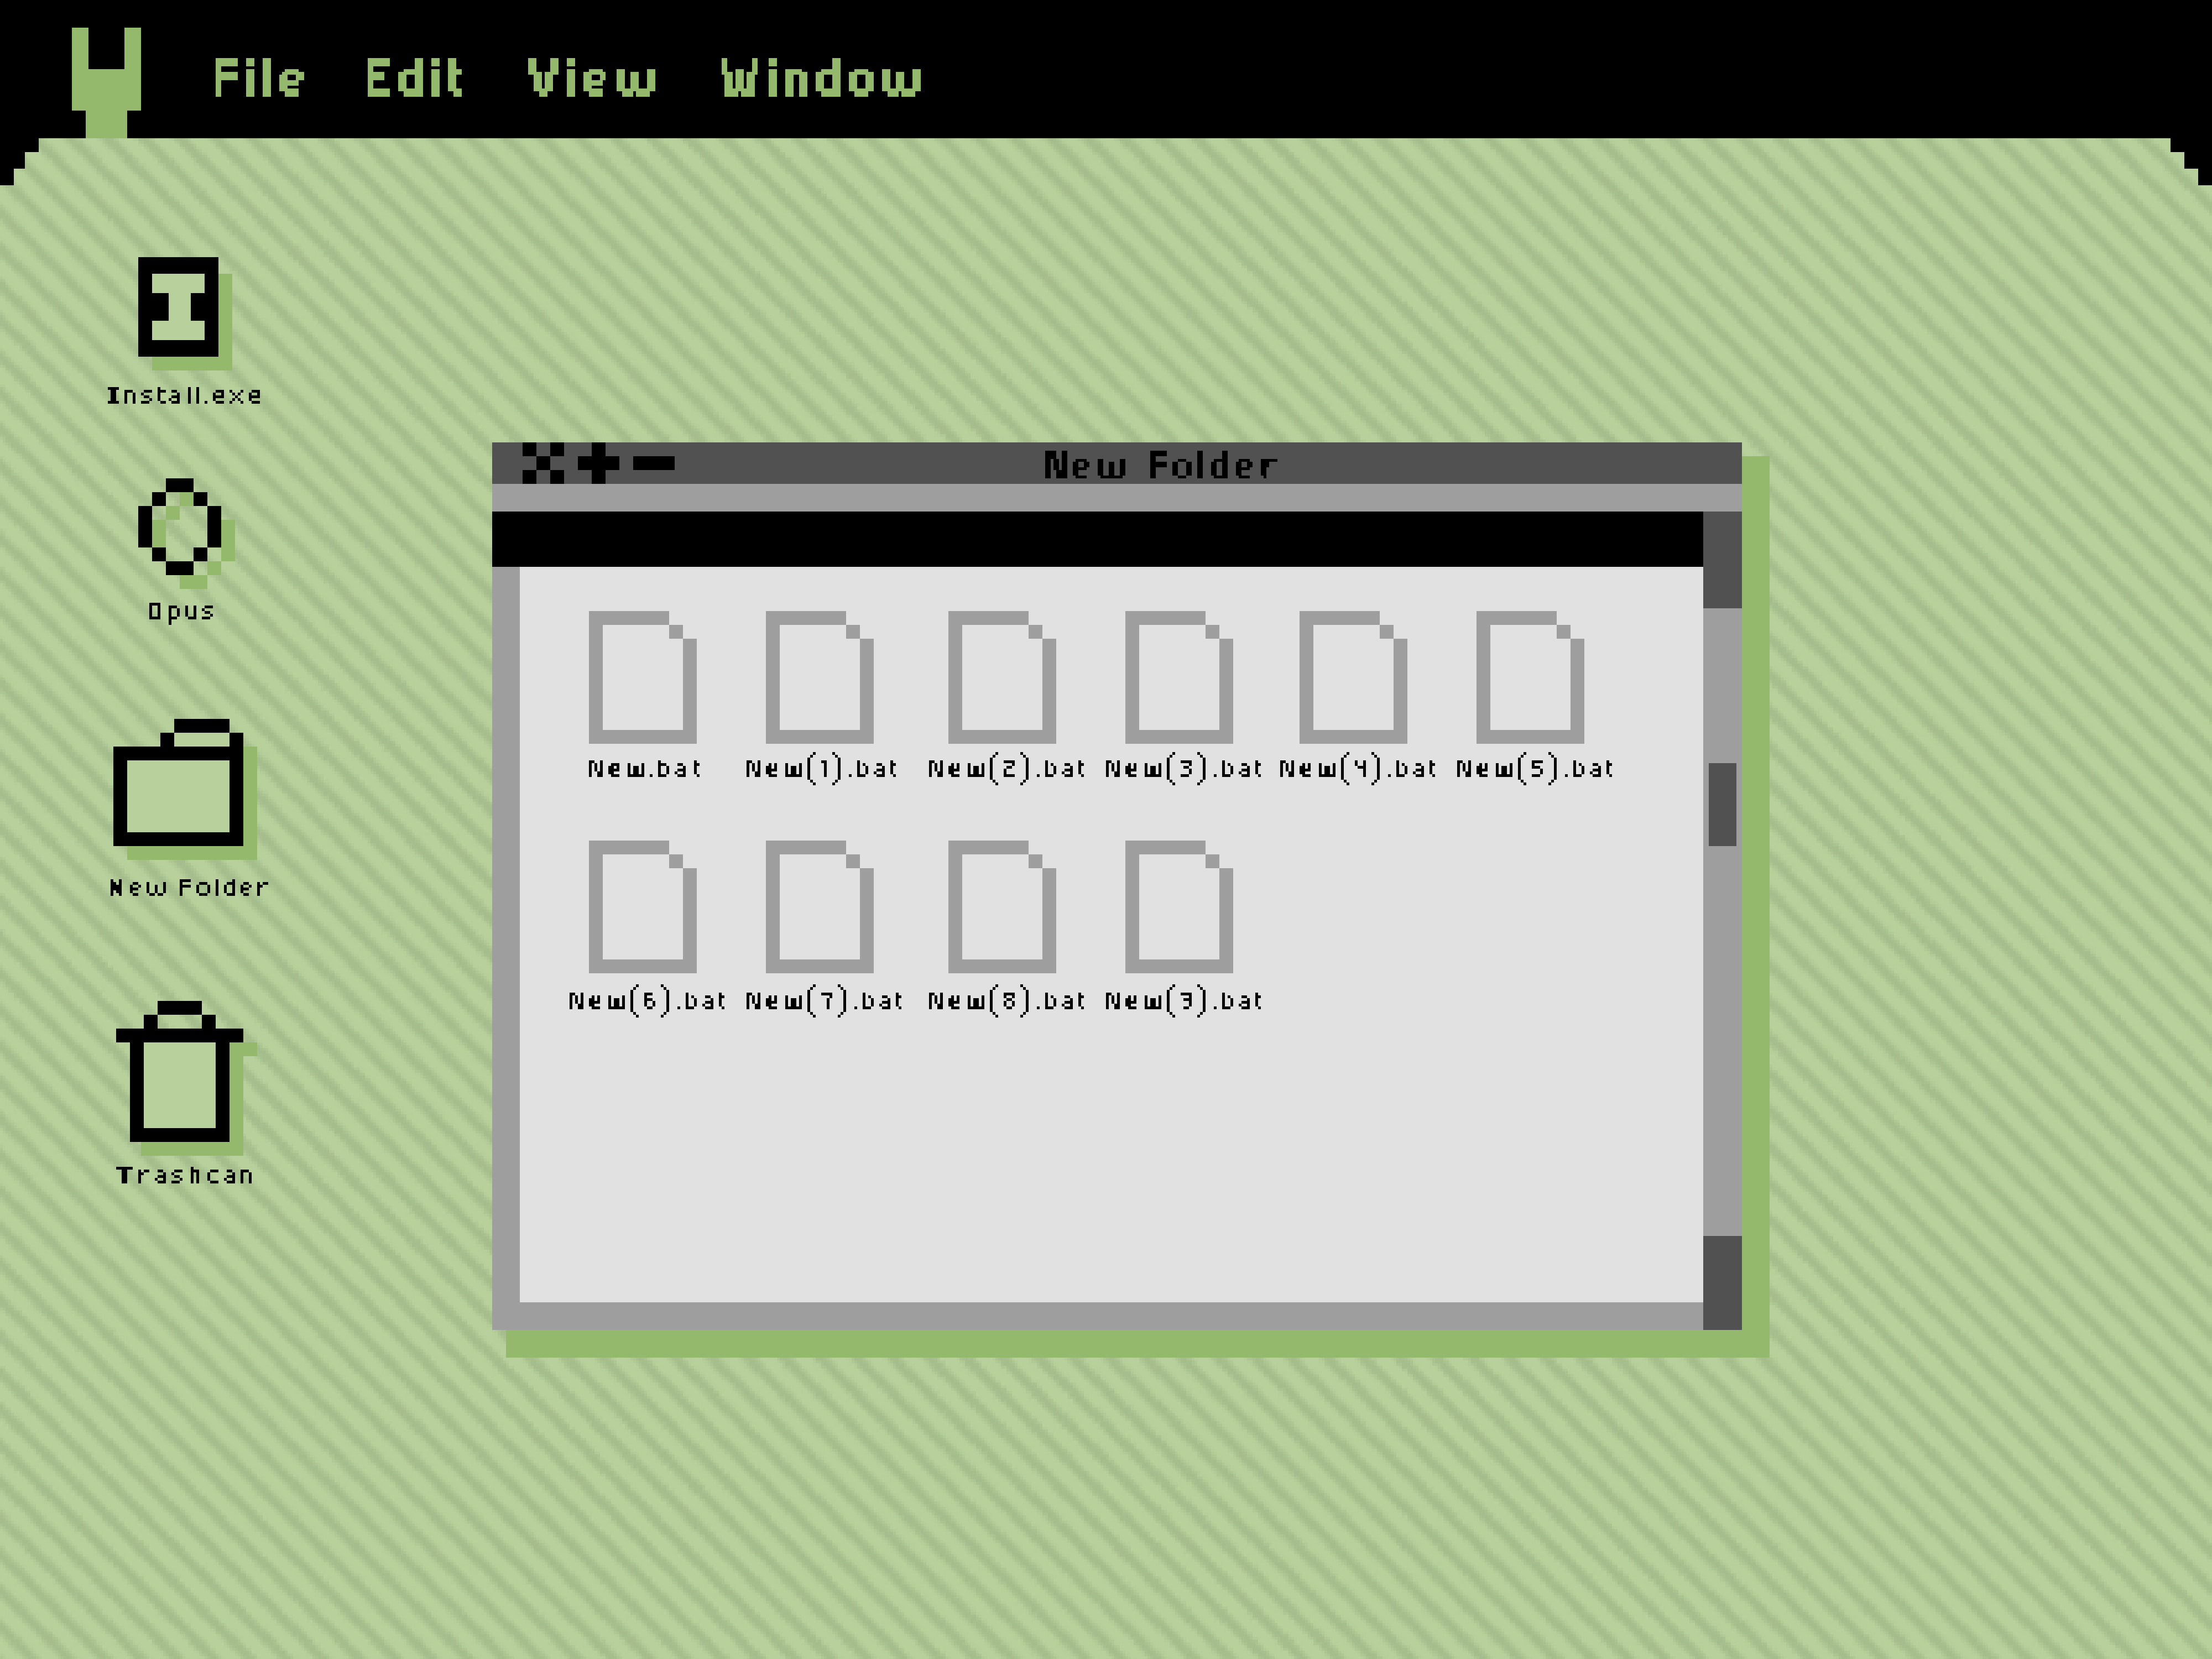 File Edit View Window
Install.exe
Opus
New Folder
Trashcan
New Folder
New.bat New(1).bat New(2).bat New(3).bat New(4).bat New(5).bat
New(6).bat New(7).bat New(8).bat New(9).bat